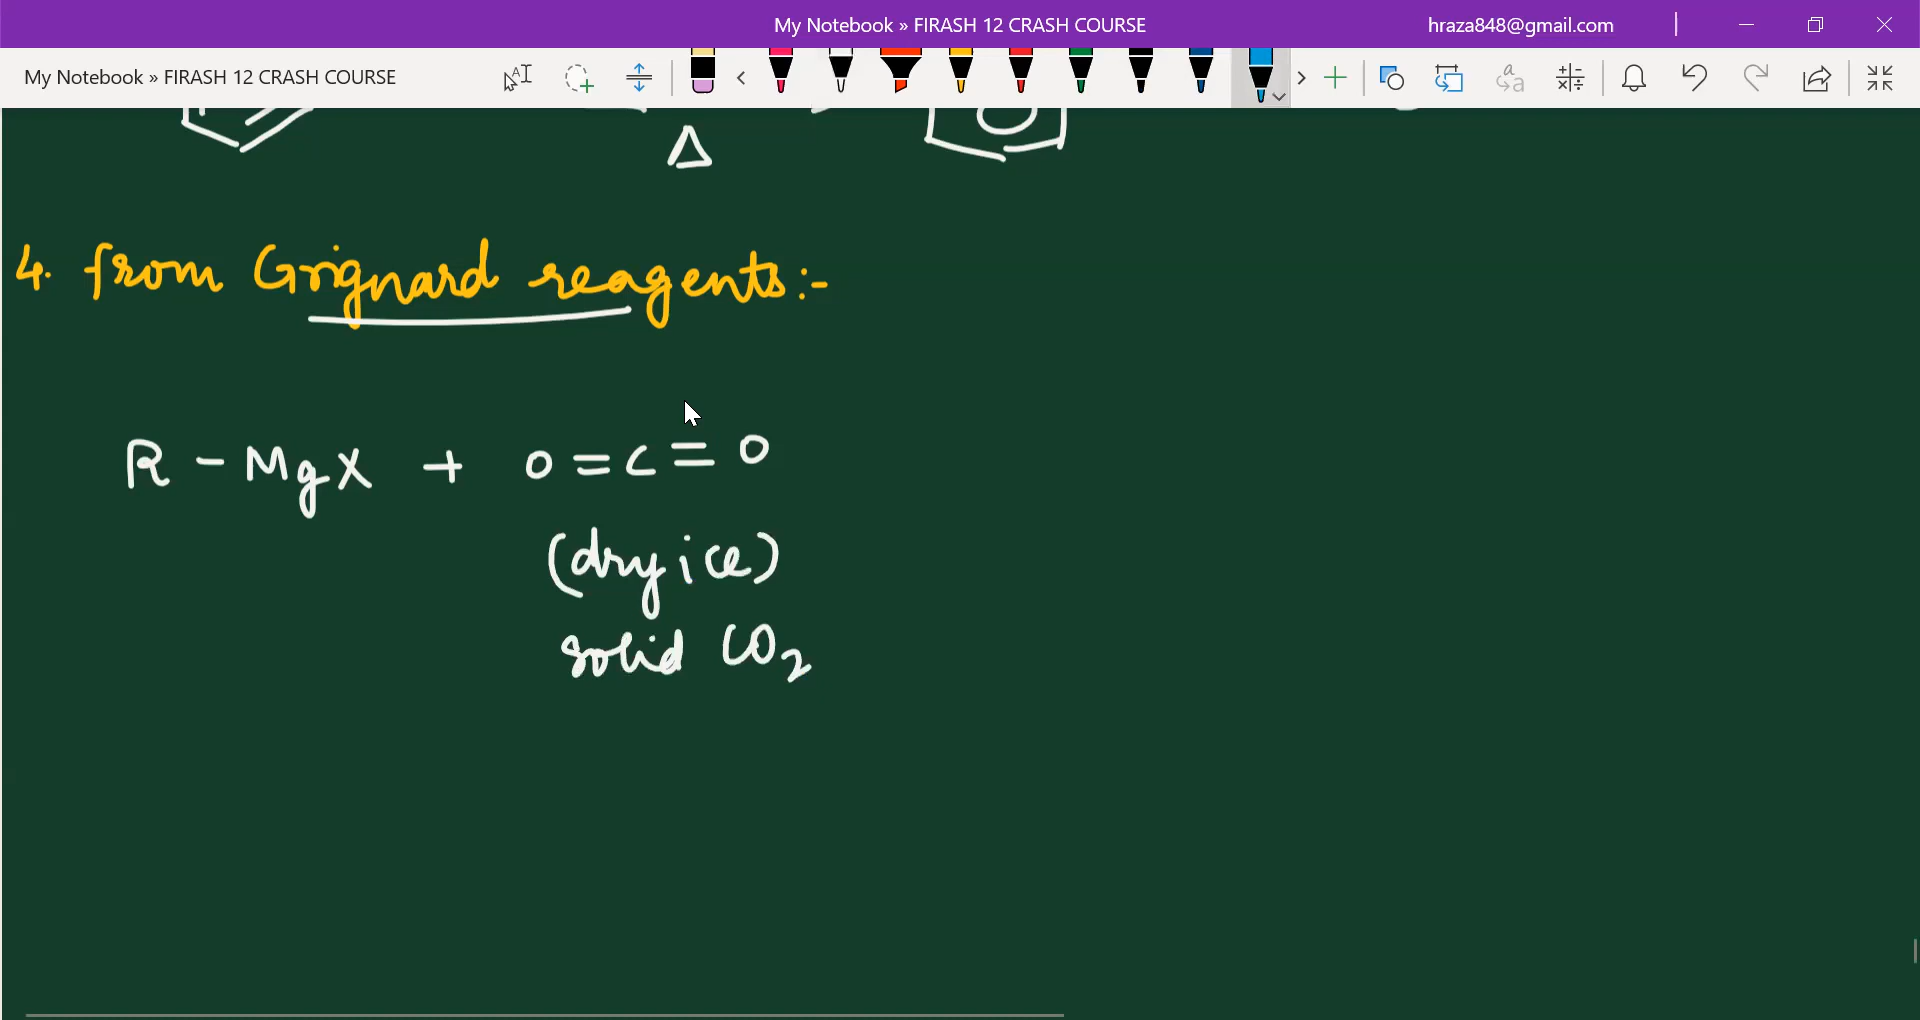 My Notebook » FIRASH 12 CRASH COURSE
hraza848@gmail.com
My Notebook » FIRASH 12 CRASH COURSE
Δ
4. from Grignard reagents:-
R - MgX + O = C = O
(dry ice)
solid CO₂